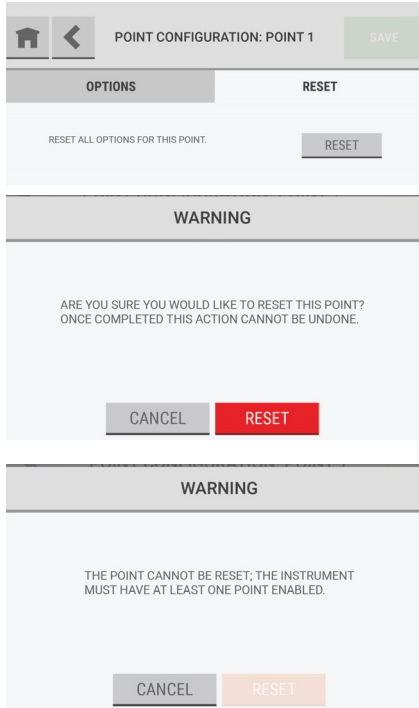 POINT CONFIGURATION: POINT 1
SAVE
OPTIONS
RESET
RESET ALL OPTIONS FOR THIS POINT.
RESET
WARNING
ARE YOU SURE YOU WOULD LIKE TO RESET THIS POINT?
ONCE COMPLETED THIS ACTION CANNOT BE UNDONE.
CANCEL
RESET
WARNING
THE POINT CANNOT BE RESET; THE INSTRUMENT
MUST HAVE AT LEAST ONE POINT ENABLED.
CANCEL
RESET